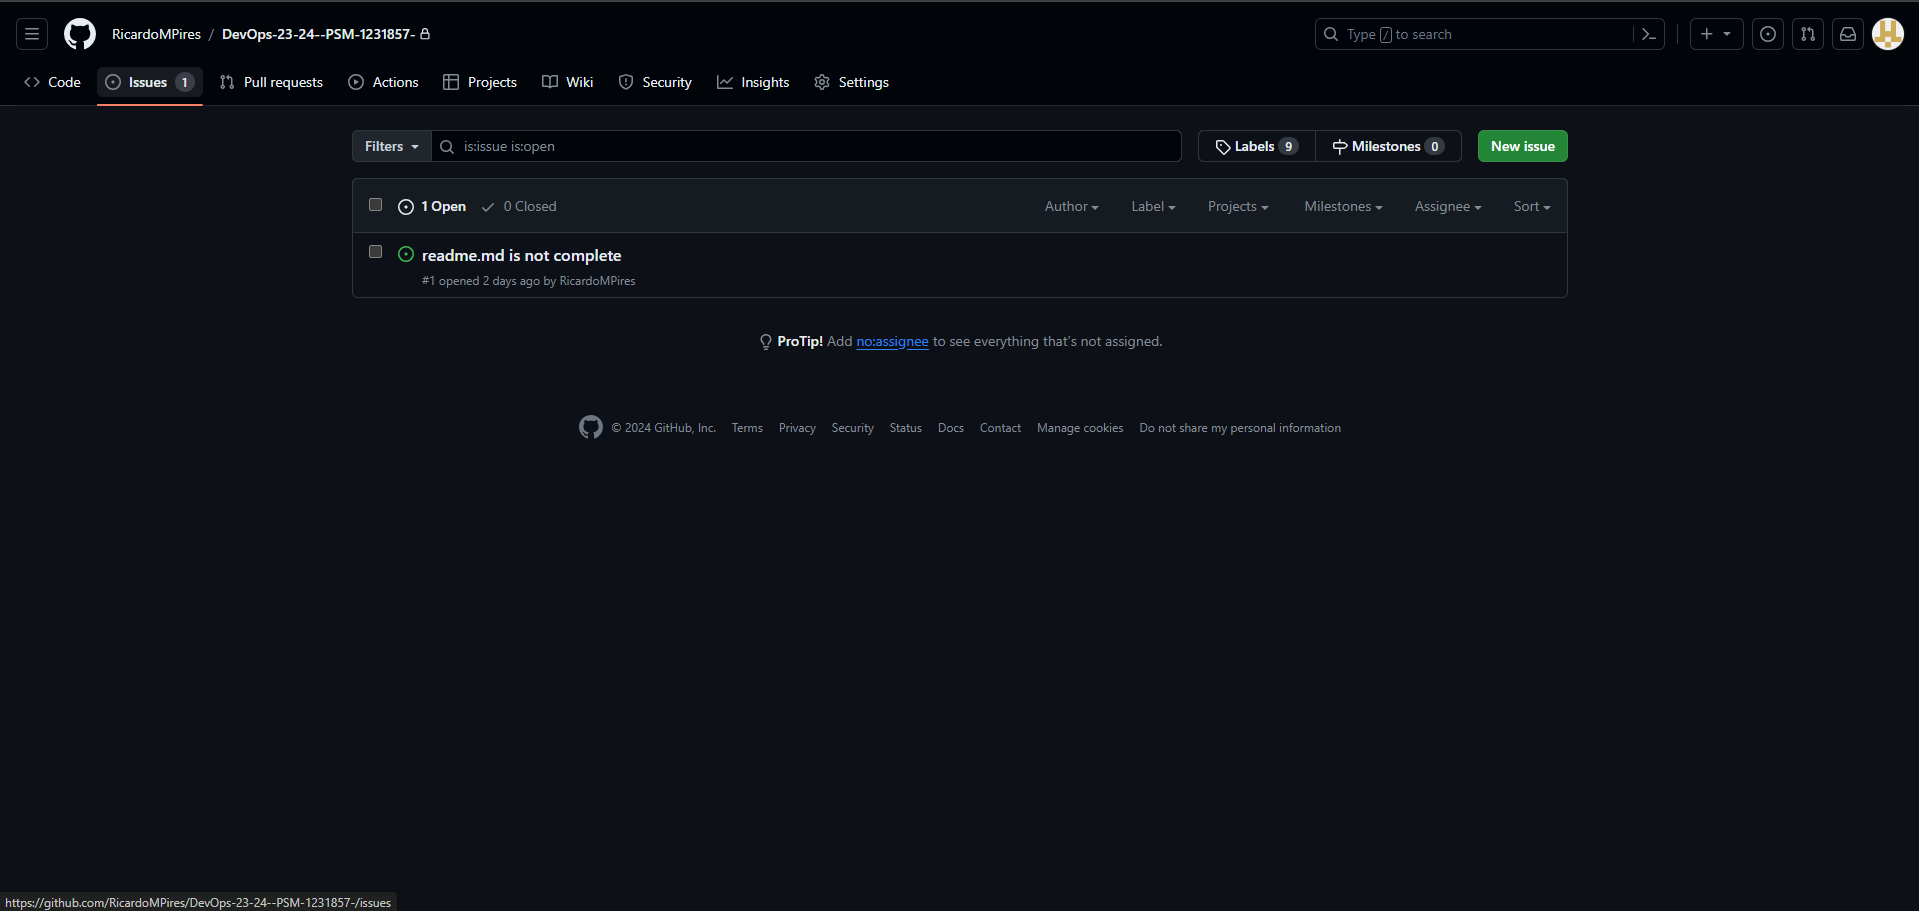 RicardoMPires / DevOps-23-24--PSM-1231857-
Type / to search
Code Issues 1 Pull requests Actions Projects Wiki Security Insights Settings
Filters is:issue is:open Labels 9 Milestones 0 New issue
1 Open 0 Closed Author Label Projects Milestones Assignee Sort
readme.md is not complete
#1 opened 2 days ago by RicardoMPires
ProTip! Add no:assignee to see everything that’s not assigned.
© 2024 GitHub, Inc. Terms Privacy Security Status Docs Contact Manage cookies Do not share my personal information
https://github.com/RicardoMPires/DevOps-23-24--PSM-1231857-/issues